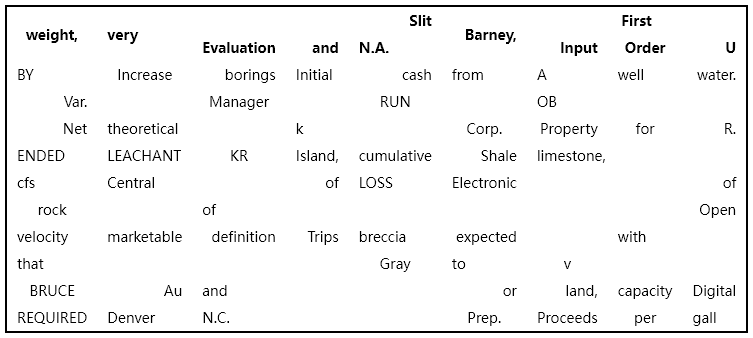 Slit First
weight, very Evaluation and N.A. Barney, Input Order U
BY Increase borings Initial cash from A well water.
Var. Manager RUN OB
Net theoretical k Corp. Property for R.
ENDED LEACHANT KR Island, cumulative Shale limestone,
cfs Central of LOSS Electronic of
rock of Open
velocity marketable definition Trips breccia expected with
that Gray to v
BRUCE Au and or land, capacity Digital
REQUIRED Denver N.C. Prep. Proceeds per gall